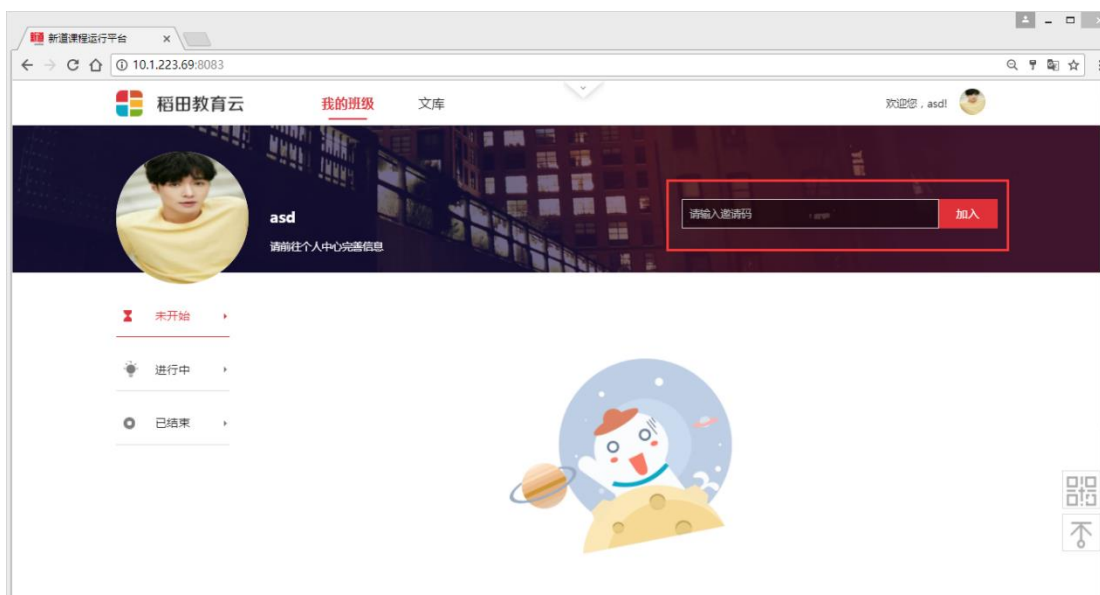 新道课程运行平台
10.1.223.69:8083
稻田教育云
我的班级
文库
欢迎您，asd!
asd
请前往个人中心完善信息
请输入邀请码
加入
未开始
进行中
已结束